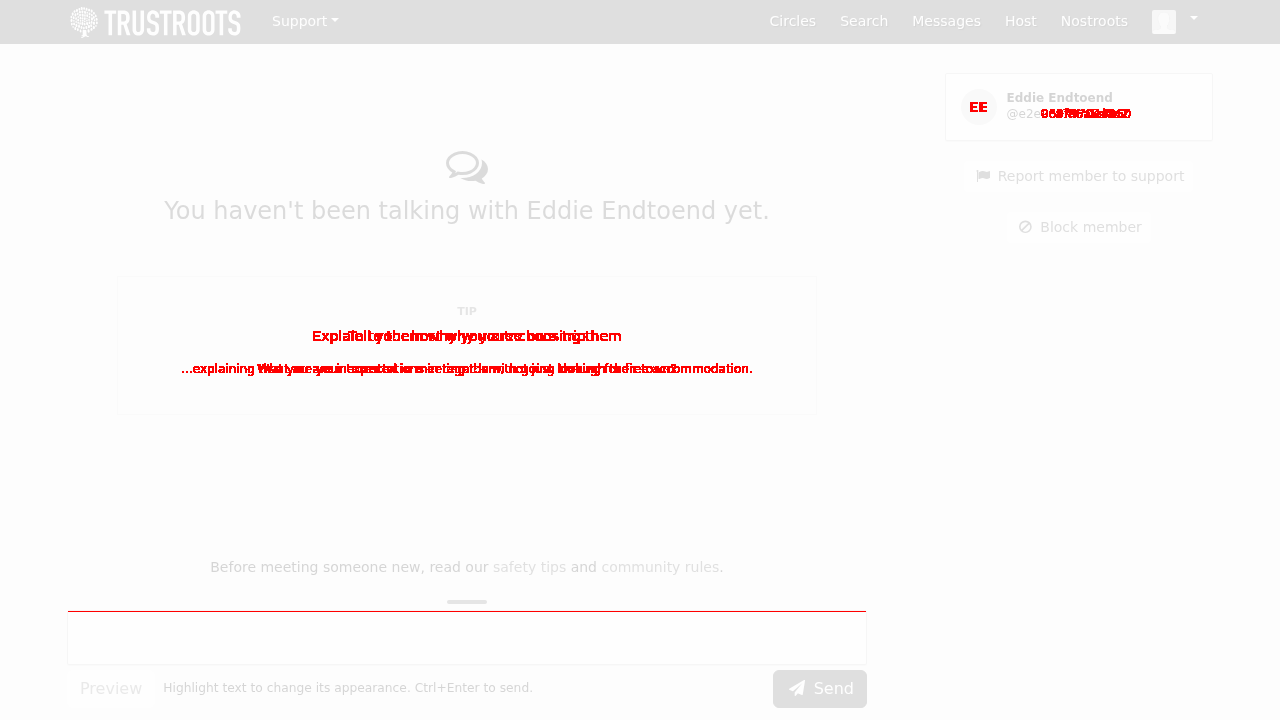 TRUSTROOTS Support Circles Search Messages Host Nostroots
EE Eddie Endtoend
Report member to support
You haven't been talking with Eddie Endtoend yet.
Block member
TIP
Before meeting someone new, read our safety tips and community rules.
Preview Highlight text to change its appearance. Ctrl+Enter to send. Send